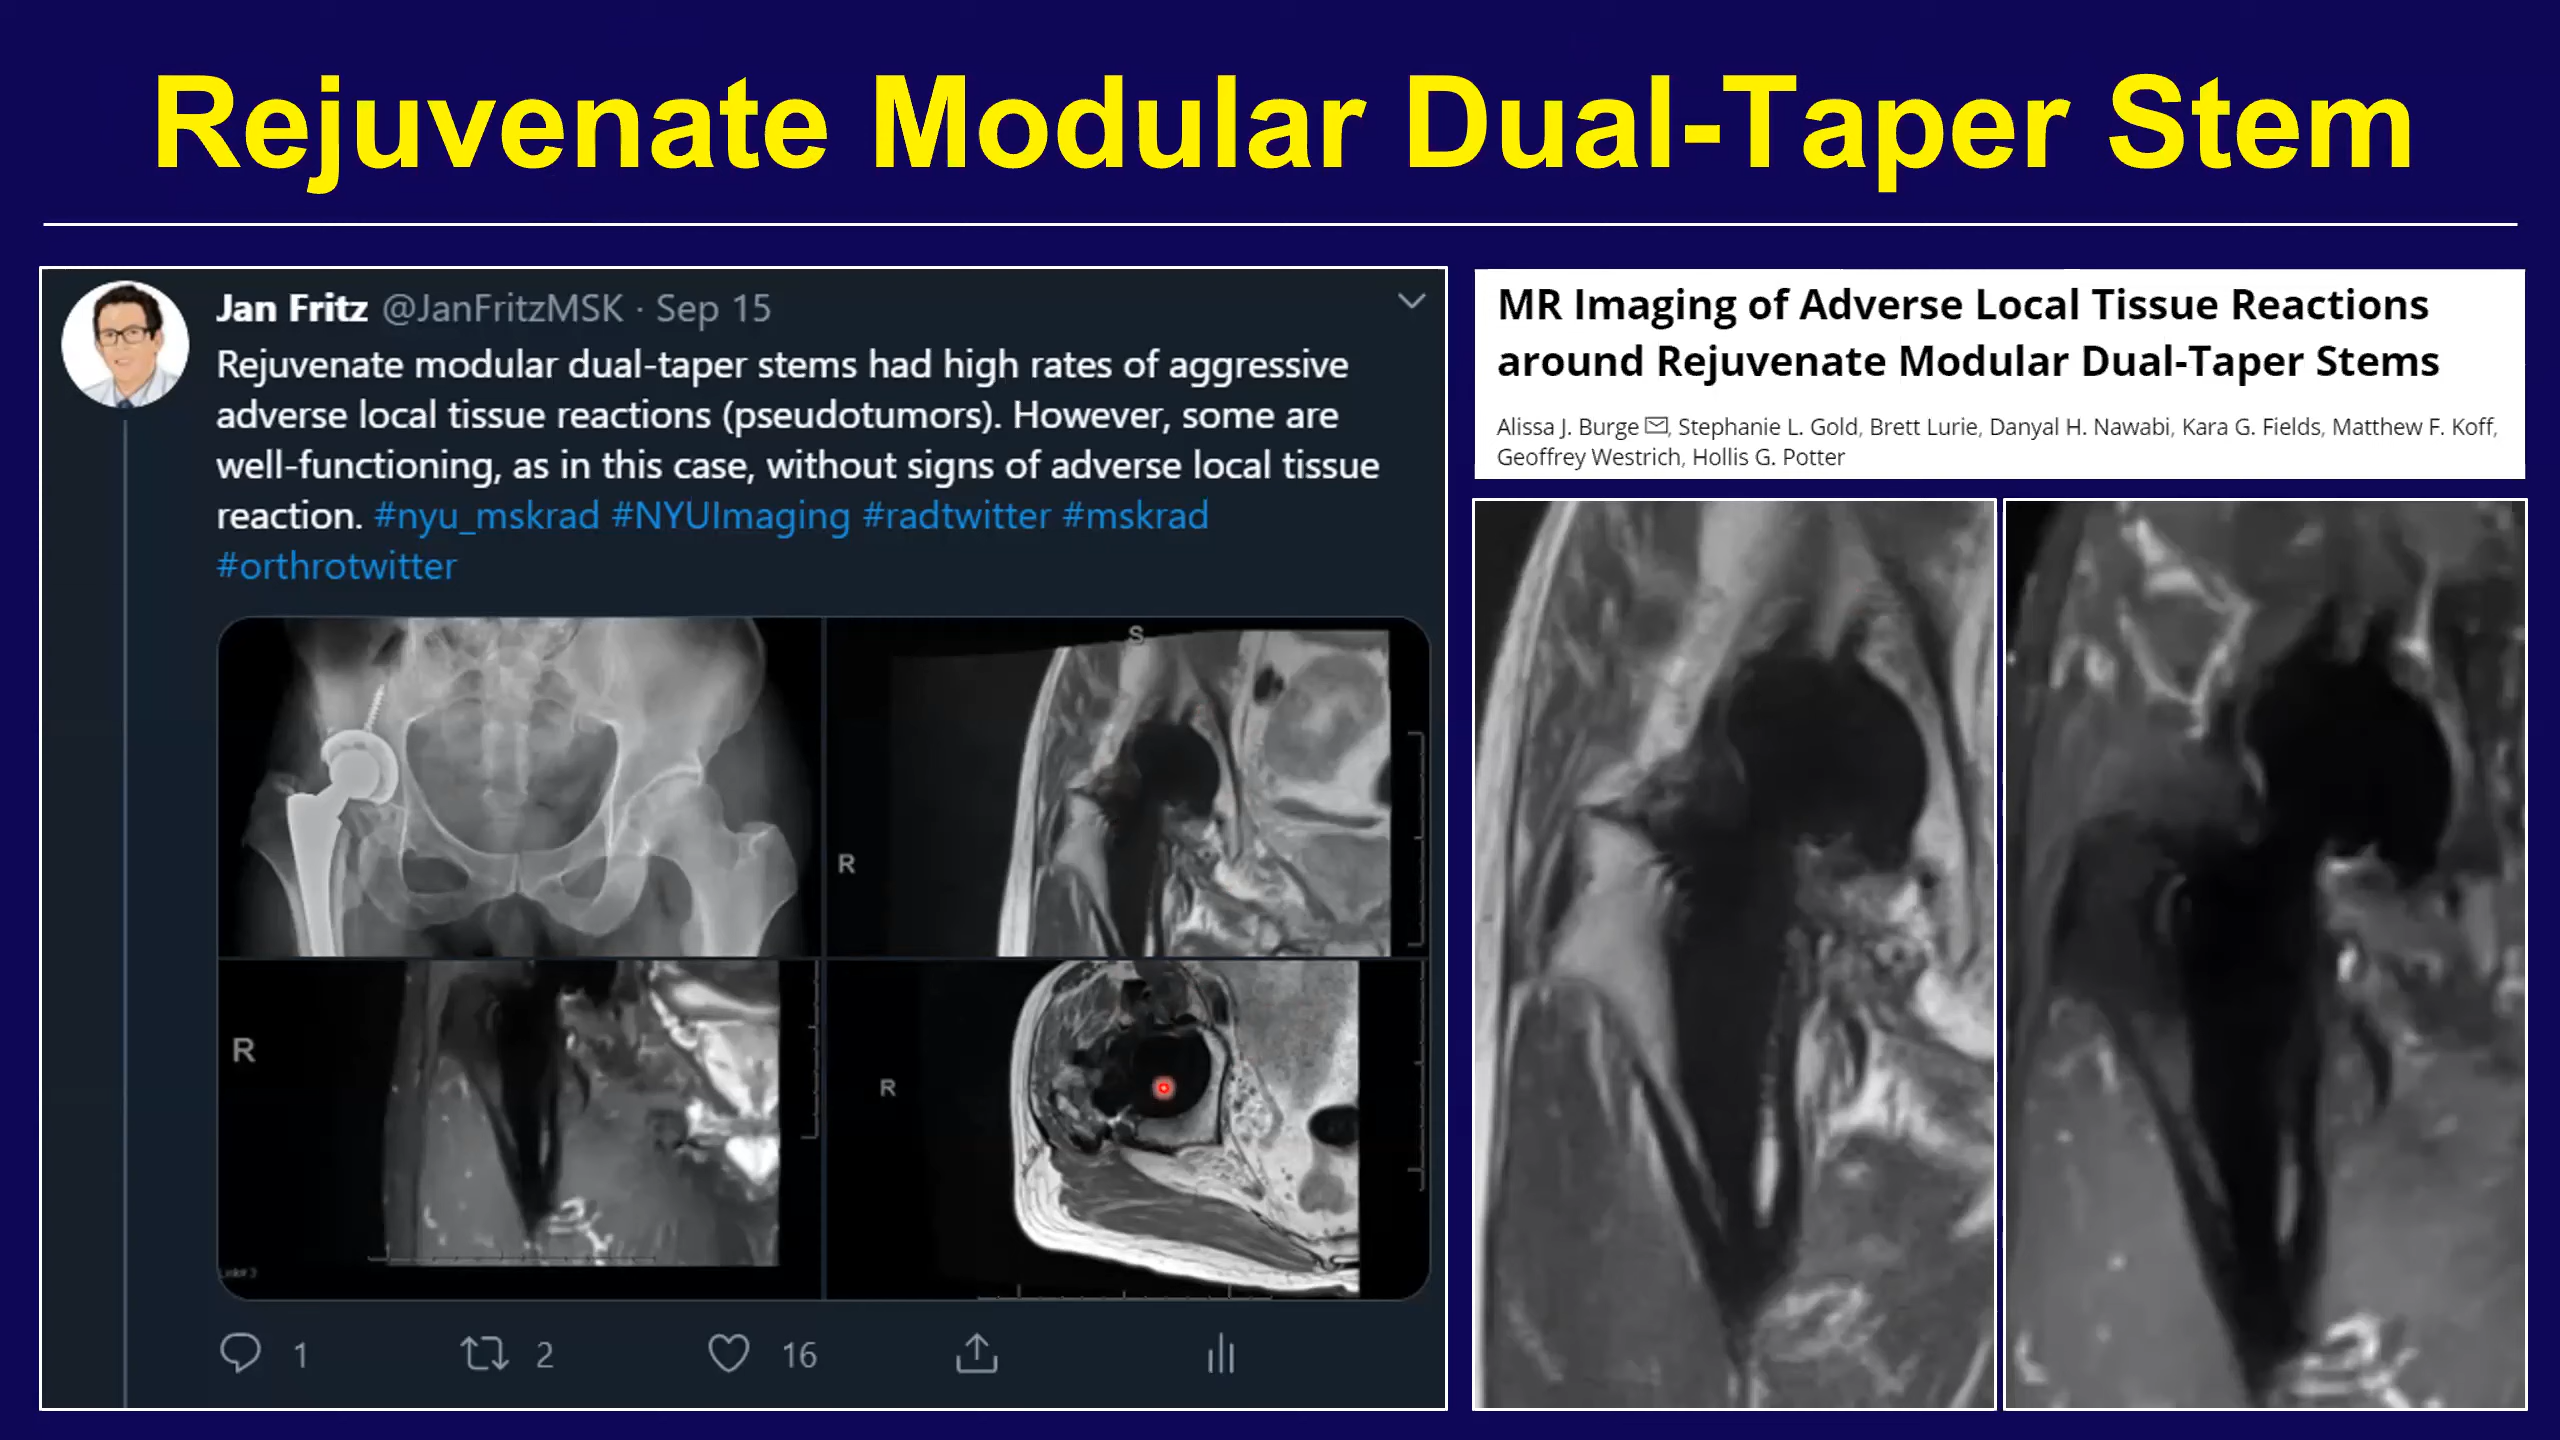 Rejuvenate Modular Dual-Taper Stem
Jan Fritz @JanFritzMSK · Sep 15
Rejuvenate modular dual-taper stems had high rates of aggressive
adverse local tissue reactions (pseudotumors). However, some are
well-functioning, as in this case, without signs of adverse local tissue
reaction. #nyu_mskrad #NYUImaging #radtwitter #mskrad
#orthrotwitter
S
R
R
R
1 2 16
MR Imaging of Adverse Local Tissue Reactions
around Rejuvenate Modular Dual-Taper Stems
Alissa J. Burge, Stephanie L. Gold, Brett Lurie, Danyal H. Nawabi, Kara G. Fields, Matthew F. Koff,
Geoffrey Westrich, Hollis G. Potter